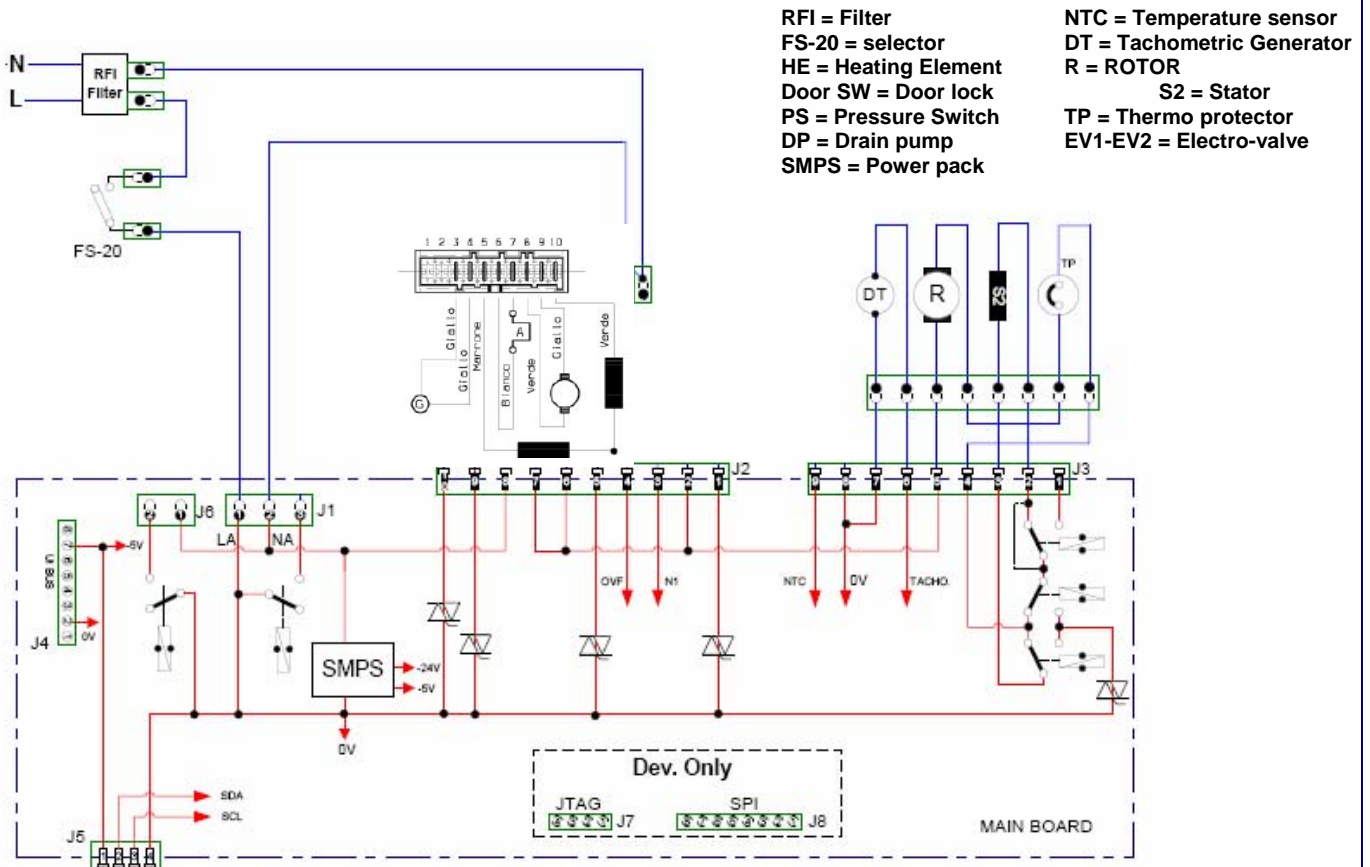 RFI = Filter
FS-20 = selector
HE = Heating Element
Door SW = Door lock
PS = Pressure Switch
DP = Drain pump
SMPS = Power pack
NTC = Temperature sensor
DT = Tachometric Generator
R = ROTOR
S2 = Stator
TP = Thermo protector
EV1-EV2 = Electro-valve
N
L
RFI
Filter
FS-20
1 2 3 4 5 6 7 8 9 10
Giallo
Giallo
Marrone
Bianco
Verde
Giallo
Verde
A
G
DT
R
S2
TP
J6
J1
J2
J3
LA
NA
-5V
UI BUS
0V
J4
OVF
N1
NTC
0V
TACHO.
SMPS
-24V
-5V
0V
SDA
SCL
J5
Dev. Only
JTAG
J7
SPI
J8
MAIN BOARD